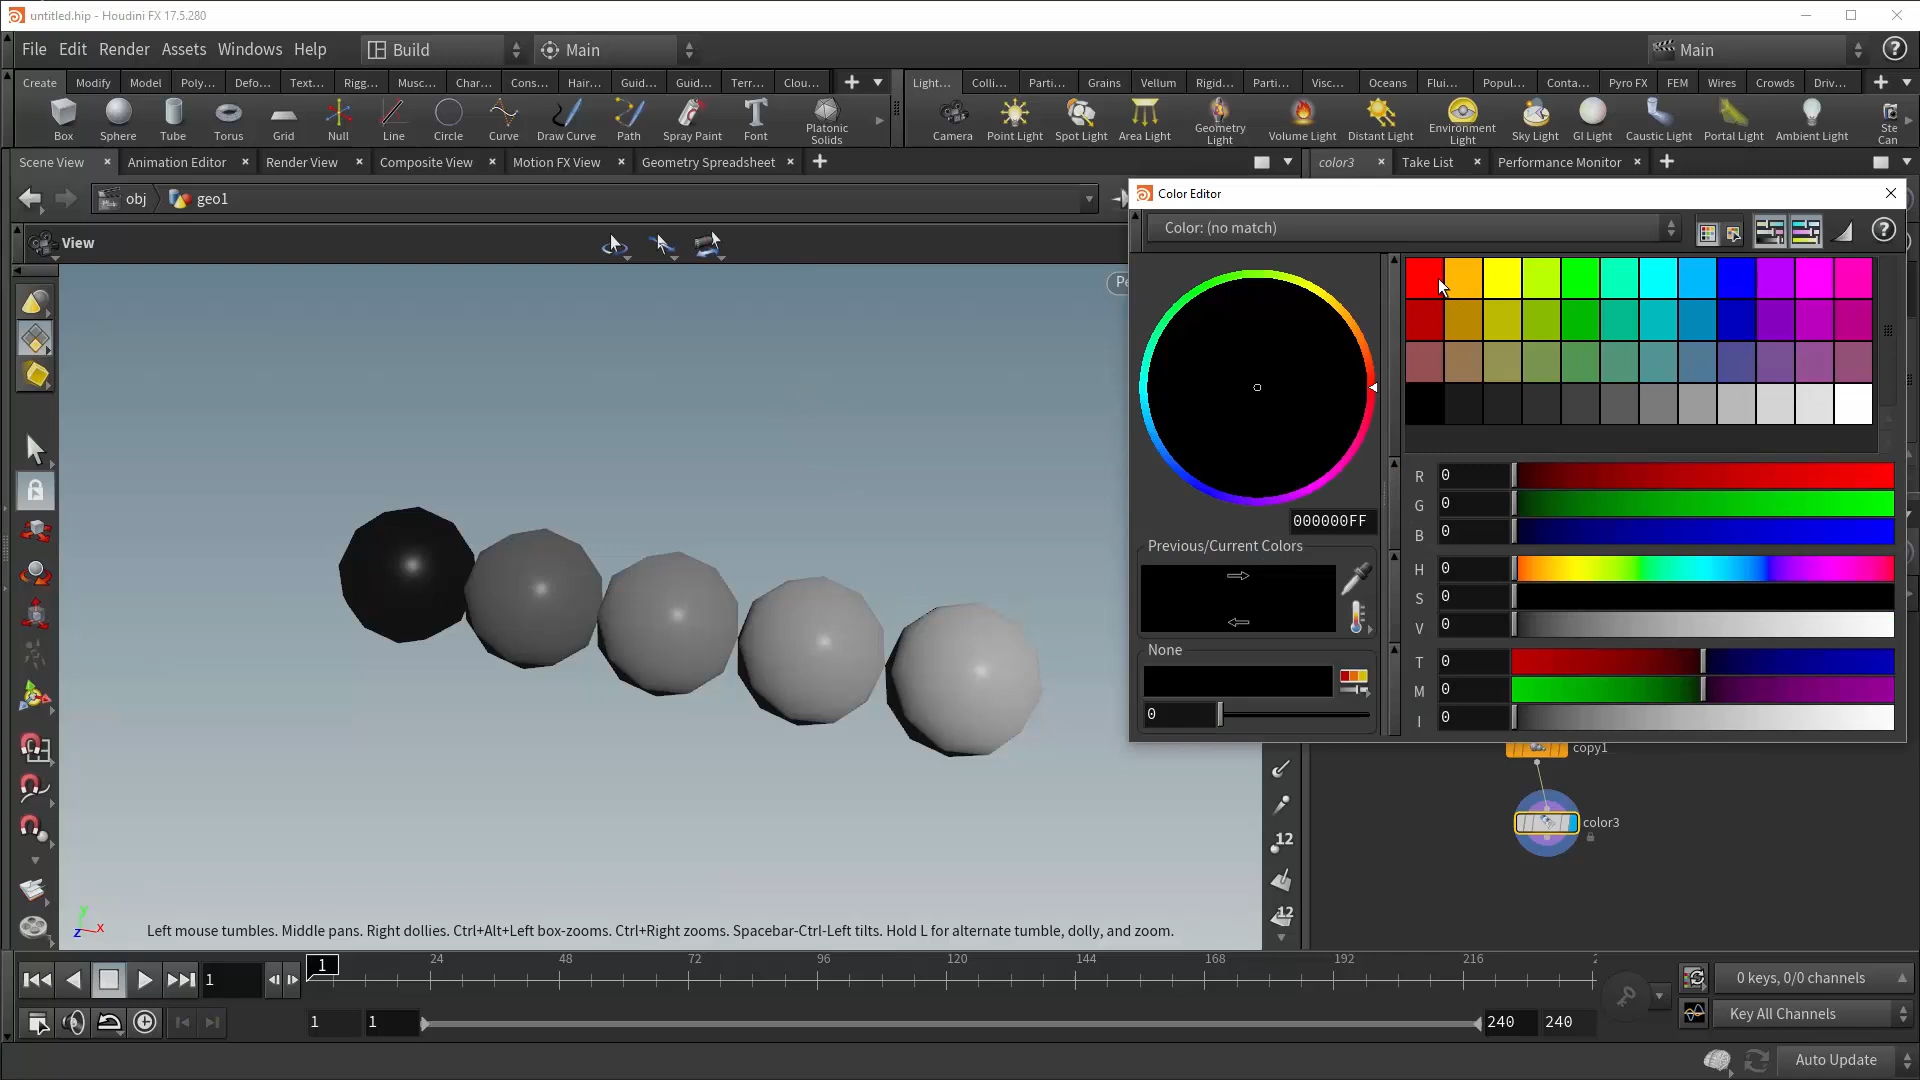 untitled.hip - Houdini FX 17.5.280
File Edit Render Assets Windows Help Build Main Main
Create Modify Model Poly... Defo... Text... Rigg... Musc... Char... Cons... Hair... Guid... Guid... Terr... Clou... Light... Colli... Parti... Grains Vellum Rigid... Parti... Visc... Oceans Flui... Popul... Conta... Pyro FX FEM Wires Crowds Driv...
Box Sphere Tube Torus Grid Null Line Circle Curve Draw Curve Path Spray Paint Font Platonic Solids Camera Point Light Spot Light Area Light Geometry Light Volume Light Distant Light Environment Light Sky Light GI Light Caustic Light Portal Light Ambient Light Ste Can
Scene View Animation Editor Render View Composite View Motion FX View Geometry Spreadsheet color3 Take List Performance Monitor
obj geo1
Color Editor
Color: (no match)
View
Pe
000000FF
Previous/Current Colors
None
0
R 0
G 0
B 0
H 0
S 0
V 0
T 0
M 0
I 0
copy1
color3
12
12
z x y
Left mouse tumbles. Middle pans. Right dollies. Ctrl+Alt+Left box-zooms. Ctrl+Right zooms. Spacebar-Ctrl-Left tilts. Hold L for alternate tumble, dolly, and zoom.
1 1 24 48 72 96 120 144 168 192 216 2
0 keys, 0/0 channels
1 1 240 240
Key All Channels
Auto Update